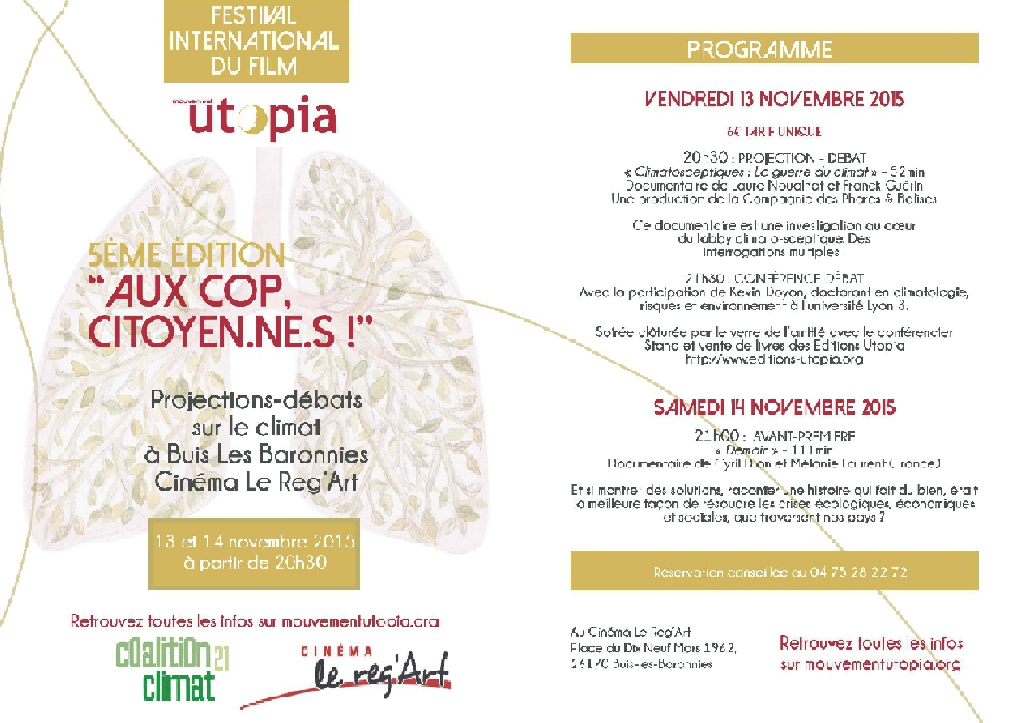 FESTIVAL
INTERNATIONAL
DU FILM
mouvement
utopia
5ÈME ÉDITION
“AUX COP,
CITOYEN.NE.S !”
Projections-débats
sur le climat
à Buis Les Baronnies
Cinéma Le Reg'Art
13 et 14 novembre 2015
à partir de 20h30
Retrouvez toutes les infos sur mouvementutopia.org
coalition 21
climat
CINÉMA
le reg'Art
PROGRAMME
VENDREDI 13 NOVEMBRE 2015
6€ TARIF UNIQUE
20h30 : PROJECTION - DEBAT
« Climatosceptiques : La guerre du climat » - 52min
Documentaire de Laure Noualhat et Franck Guérin
Une production de la Compagnie des Phares & Balises
Ce documentaire est une investigation au cœur
du lobby climato-sceptique. Des
interrogations multiples
21h30 : CONFÉRENCE DÉBAT
Avec la participation de Kevin Doyon, doctorant en climatologie,
risques et environnement à l'université Lyon 3.
Soirée clôturée par le verre de l'amitié avec le conférencier
Stand et vente de livres des Editions Utopia
http://www.editions-utopia.org
SAMEDI 14 NOVEMBRE 2015
21h00 : AVANT-PREMIERE
« Demain » - 111min
Documentaire de Cyril Dion et Mélanie Laurent (France)
Et si montrer des solutions, raconter une histoire qui fait du bien, était
la meilleure façon de résoudre les crises écologiques, économiques
et sociales, que traversent nos pays ?
Réservation conseillée au 04 75 28 22 72
Au Cinéma Le Reg'Art
Place du Dix Neuf Mars 1962,
26170 Buis-les-Baronnies
Retrouvez toutes les infos
sur mouvementutopia.org